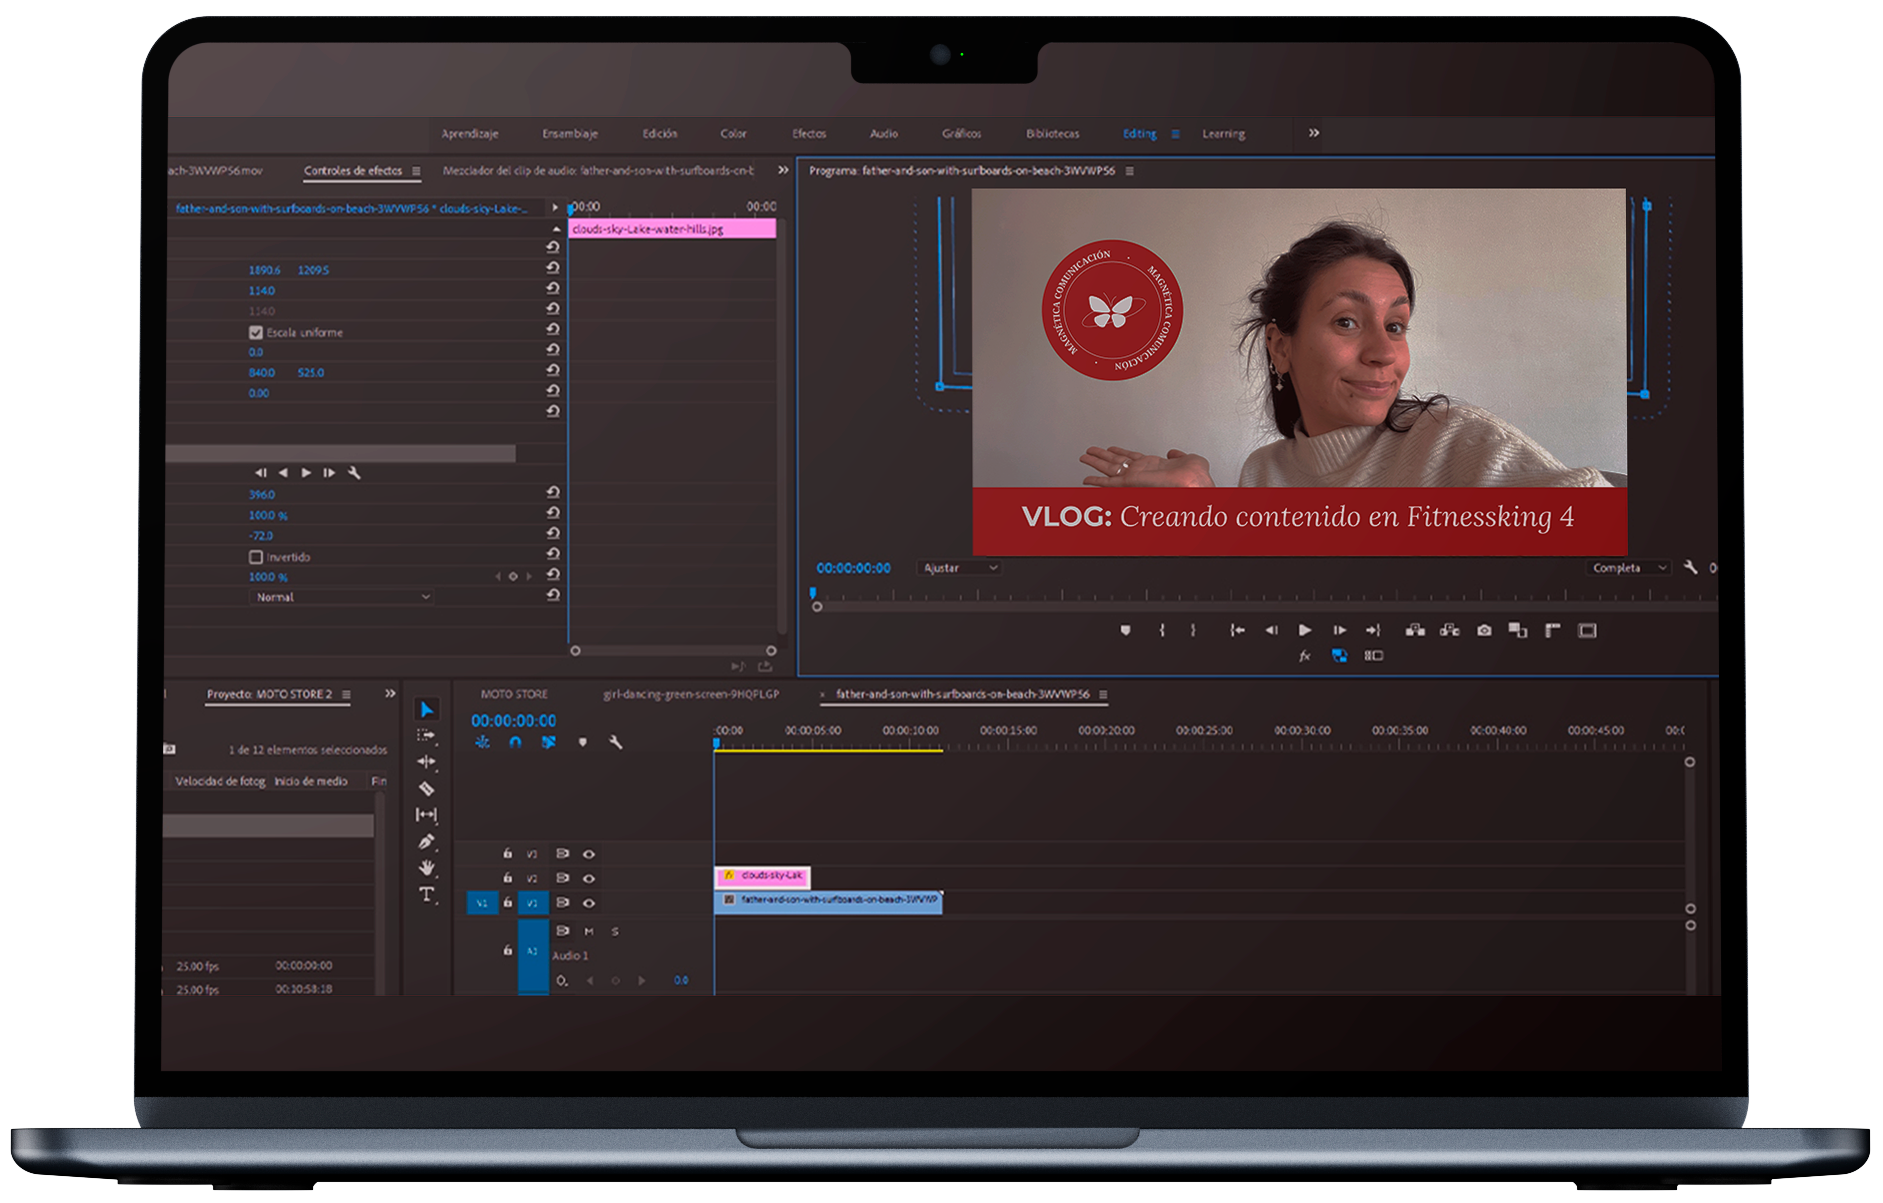 Aprendizaje Ensamblaje Edición Color Efectos Audio Gráficos Bibliotecas Editing Learning
ach-3WVWP56.mov Controles de efectos Mezclador del clip de audio: father-and-son-with-surfboards-on-b
Programa: father-and-son-with-surfboards-on-beach-3WVWP56
father-and-son-with-surfboards-on-beach-3WVWP56 * clouds-sky-Lake-...
:00:00 00:00
clouds-sky-Lake-water-hills.jpg
1890.6 1209.5
114.0
114.0
Escala uniforme
0.0
840.0 525.0
0.00
396.0
100.0 %
-72.0
Invertido
100.0 %
Normal
MAGNÉTICA COMUNICACIÓN · MAGNÉTICA COMUNICACIÓN ·
VLOG: Creando contenido en Fitnessking 4
00:00:00:00 Ajustar Completa
fx
Proyecto: MOTO STORE 2
1 de 12 elementos seleccionados
Velocidad de fotog Inicio de medio Fin
25.00 fps 00:00:00:00
25.00 fps 00:10:58:18
T
MOTO STORE girl-dancing-green-screen-9HQPLGP × father-and-son-with-surfboards-on-beach-3WVWP56
00:00:00:00
:00:00 00:00:05:00 00:00:10:00 00:00:15:00 00:00:20:00 00:00:25:00 00:00:30:00 00:00:35:00 00:00:40:00 00:00:45:00 00:(
V3
V2 clouds-sky-Lak
V1 V1 father-and-son-with-surfboards-on-beach-3WVWP
M S
A1 Audio 1
0.0